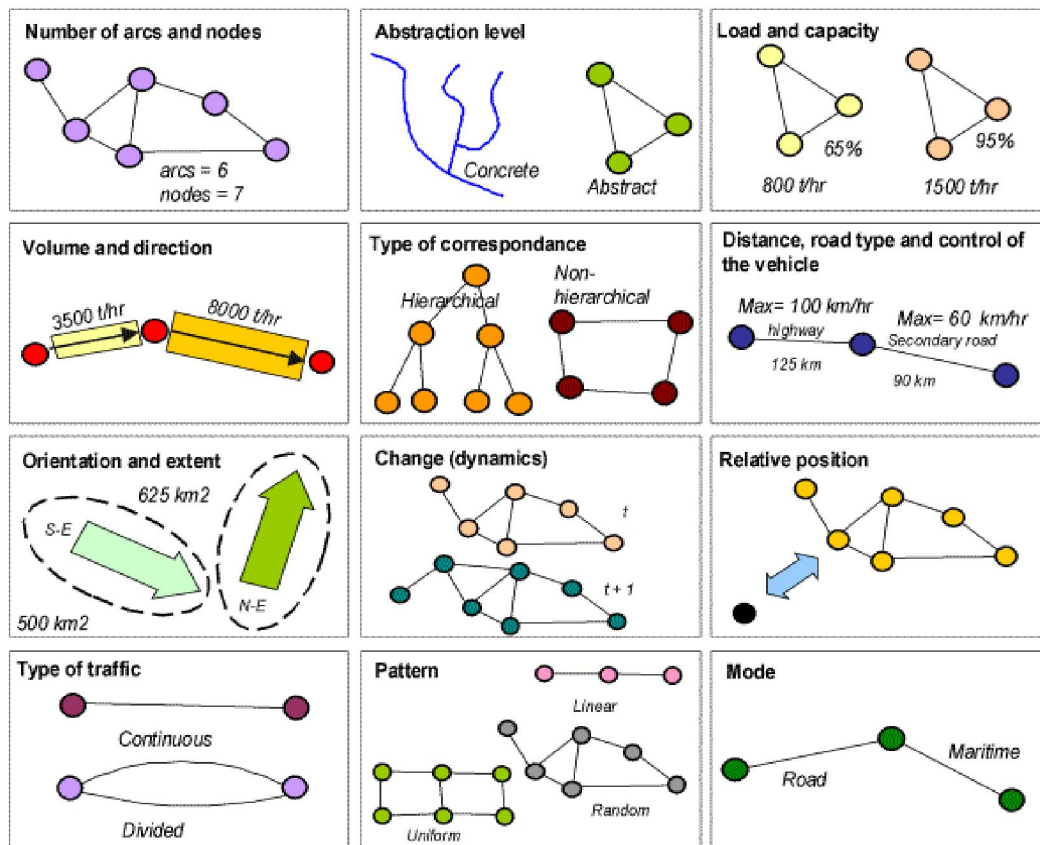 Number of arcs and nodes
arcs = 6
nodes = 7
Abstraction level
Concrete
Abstract
Load and capacity
65%
800 t/hr
95%
1500 t/hr
Volume and direction
3500 t/hr
8000 t/hr
Type of correspondance
Hierarchical
Non-
hierarchical
Distance, road type and control of
the vehicle
Max= 100 km/hr
highway
125 km
Max= 60 km/hr
Secondary road
90 km
Orientation and extent
625 km2
S-E
N-E
500 km2
Change (dynamics)
t
t + 1
Relative position
Type of traffic
Continuous
Divided
Pattern
Linear
Random
Uniform
Mode
Road
Maritime